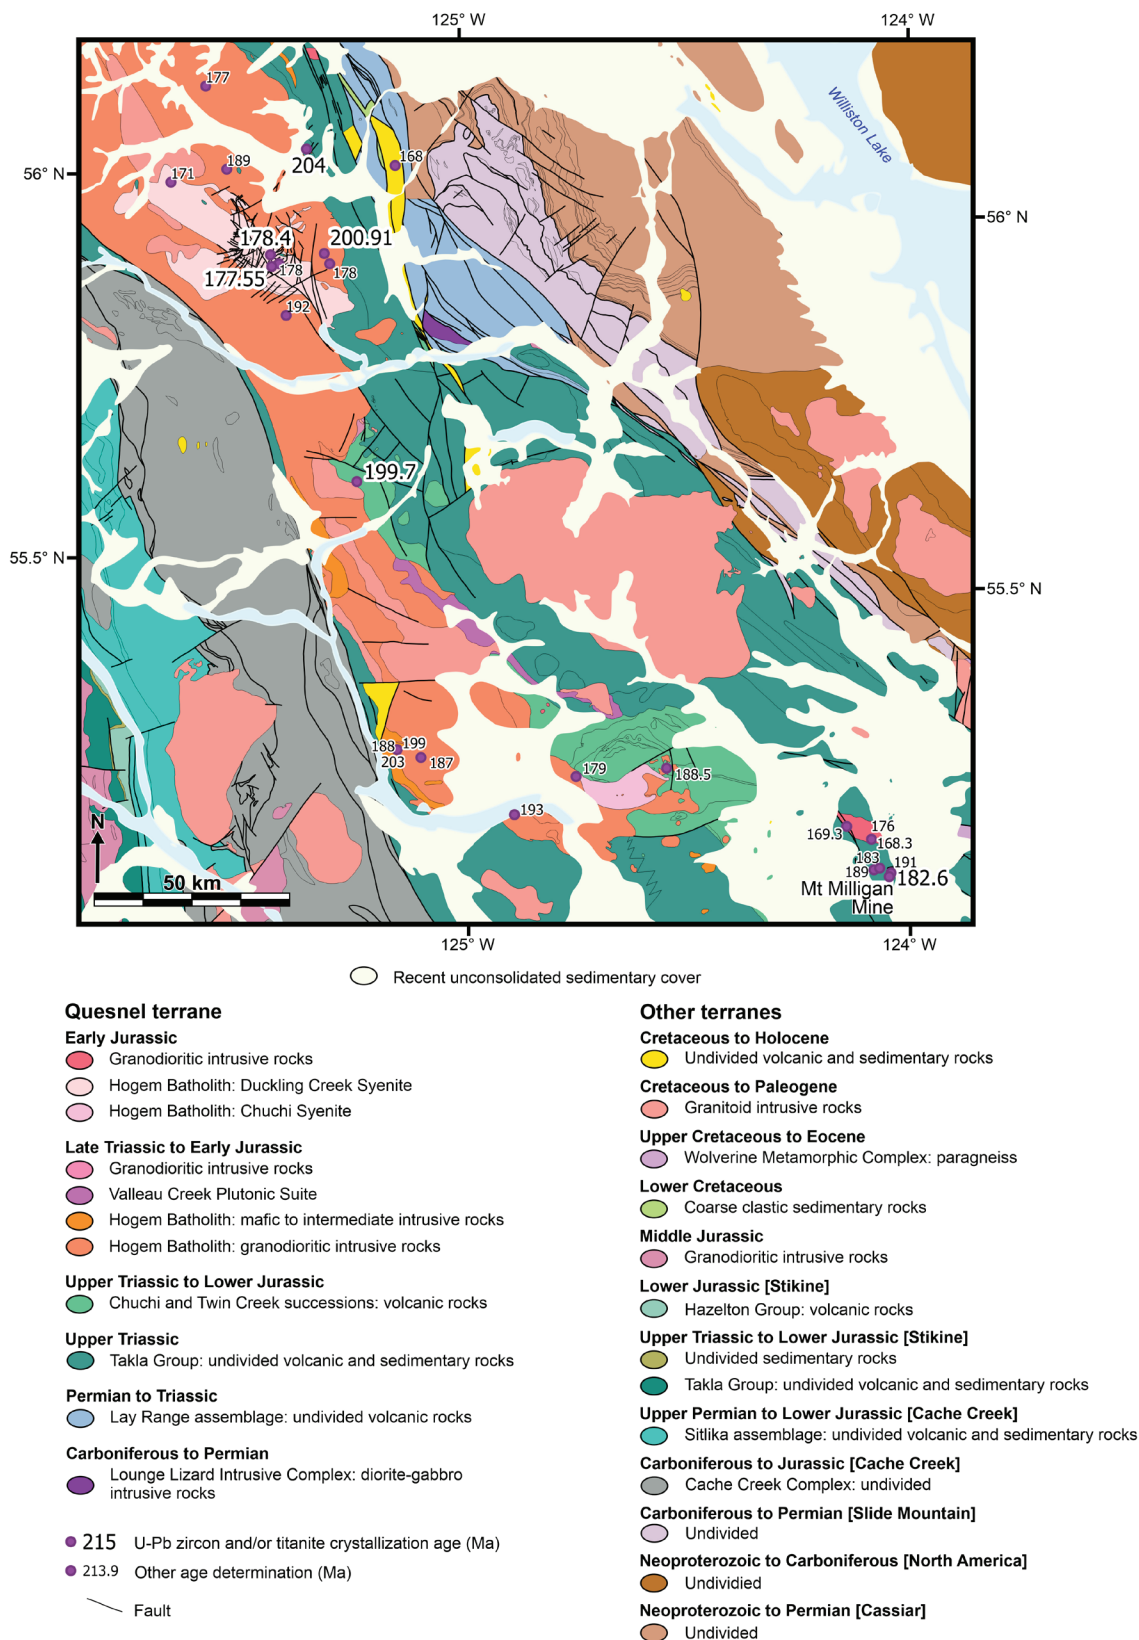 125° W
124° W
Williston Lake
177
56° N
204
168
189
171
56° N
178.4
200.91
177.55
178
178
192
199.7
55.5° N
55.5° N
188
199
203
187
179
188.5
193
169.3
176
168.3
183
191
189
182.6
Mt Milligan
Mine
N
50 km
125° W
124° W
Recent unconsolidated sedimentary cover
Quesnel terrane
Early Jurassic
Granodioritic intrusive rocks
Hogem Batholith: Duckling Creek Syenite
Hogem Batholith: Chuchi Syenite
Late Triassic to Early Jurassic
Granodioritic intrusive rocks
Valleau Creek Plutonic Suite
Hogem Batholith: mafic to intermediate intrusive rocks
Hogem Batholith: granodioritic intrusive rocks
Upper Triassic to Lower Jurassic
Chuchi and Twin Creek successions: volcanic rocks
Upper Triassic
Takla Group: undivided volcanic and sedimentary rocks
Permian to Triassic
Lay Range assemblage: undivided volcanic rocks
Carboniferous to Permian
Lounge Lizard Intrusive Complex: diorite-gabbro
intrusive rocks
215 U-Pb zircon and/or titanite crystallization age (Ma)
213.9 Other age determination (Ma)
Fault
Other terranes
Cretaceous to Holocene
Undivided volcanic and sedimentary rocks
Cretaceous to Paleogene
Granitoid intrusive rocks
Upper Cretaceous to Eocene
Wolverine Metamorphic Complex: paragneiss
Lower Cretaceous
Coarse clastic sedimentary rocks
Middle Jurassic
Granodioritic intrusive rocks
Lower Jurassic [Stikine]
Hazelton Group: volcanic rocks
Upper Triassic to Lower Jurassic [Stikine]
Undivided sedimentary rocks
Takla Group: undivided volcanic and sedimentary rocks
Upper Permian to Lower Jurassic [Cache Creek]
Sitlika assemblage: undivided volcanic and sedimentary rocks
Carboniferous to Jurassic [Cache Creek]
Cache Creek Complex: undivided
Carboniferous to Permian [Slide Mountain]
Undivided
Neoproterozoic to Carboniferous [North America]
Undividied
Neoproterozoic to Permian [Cassiar]
Undivided